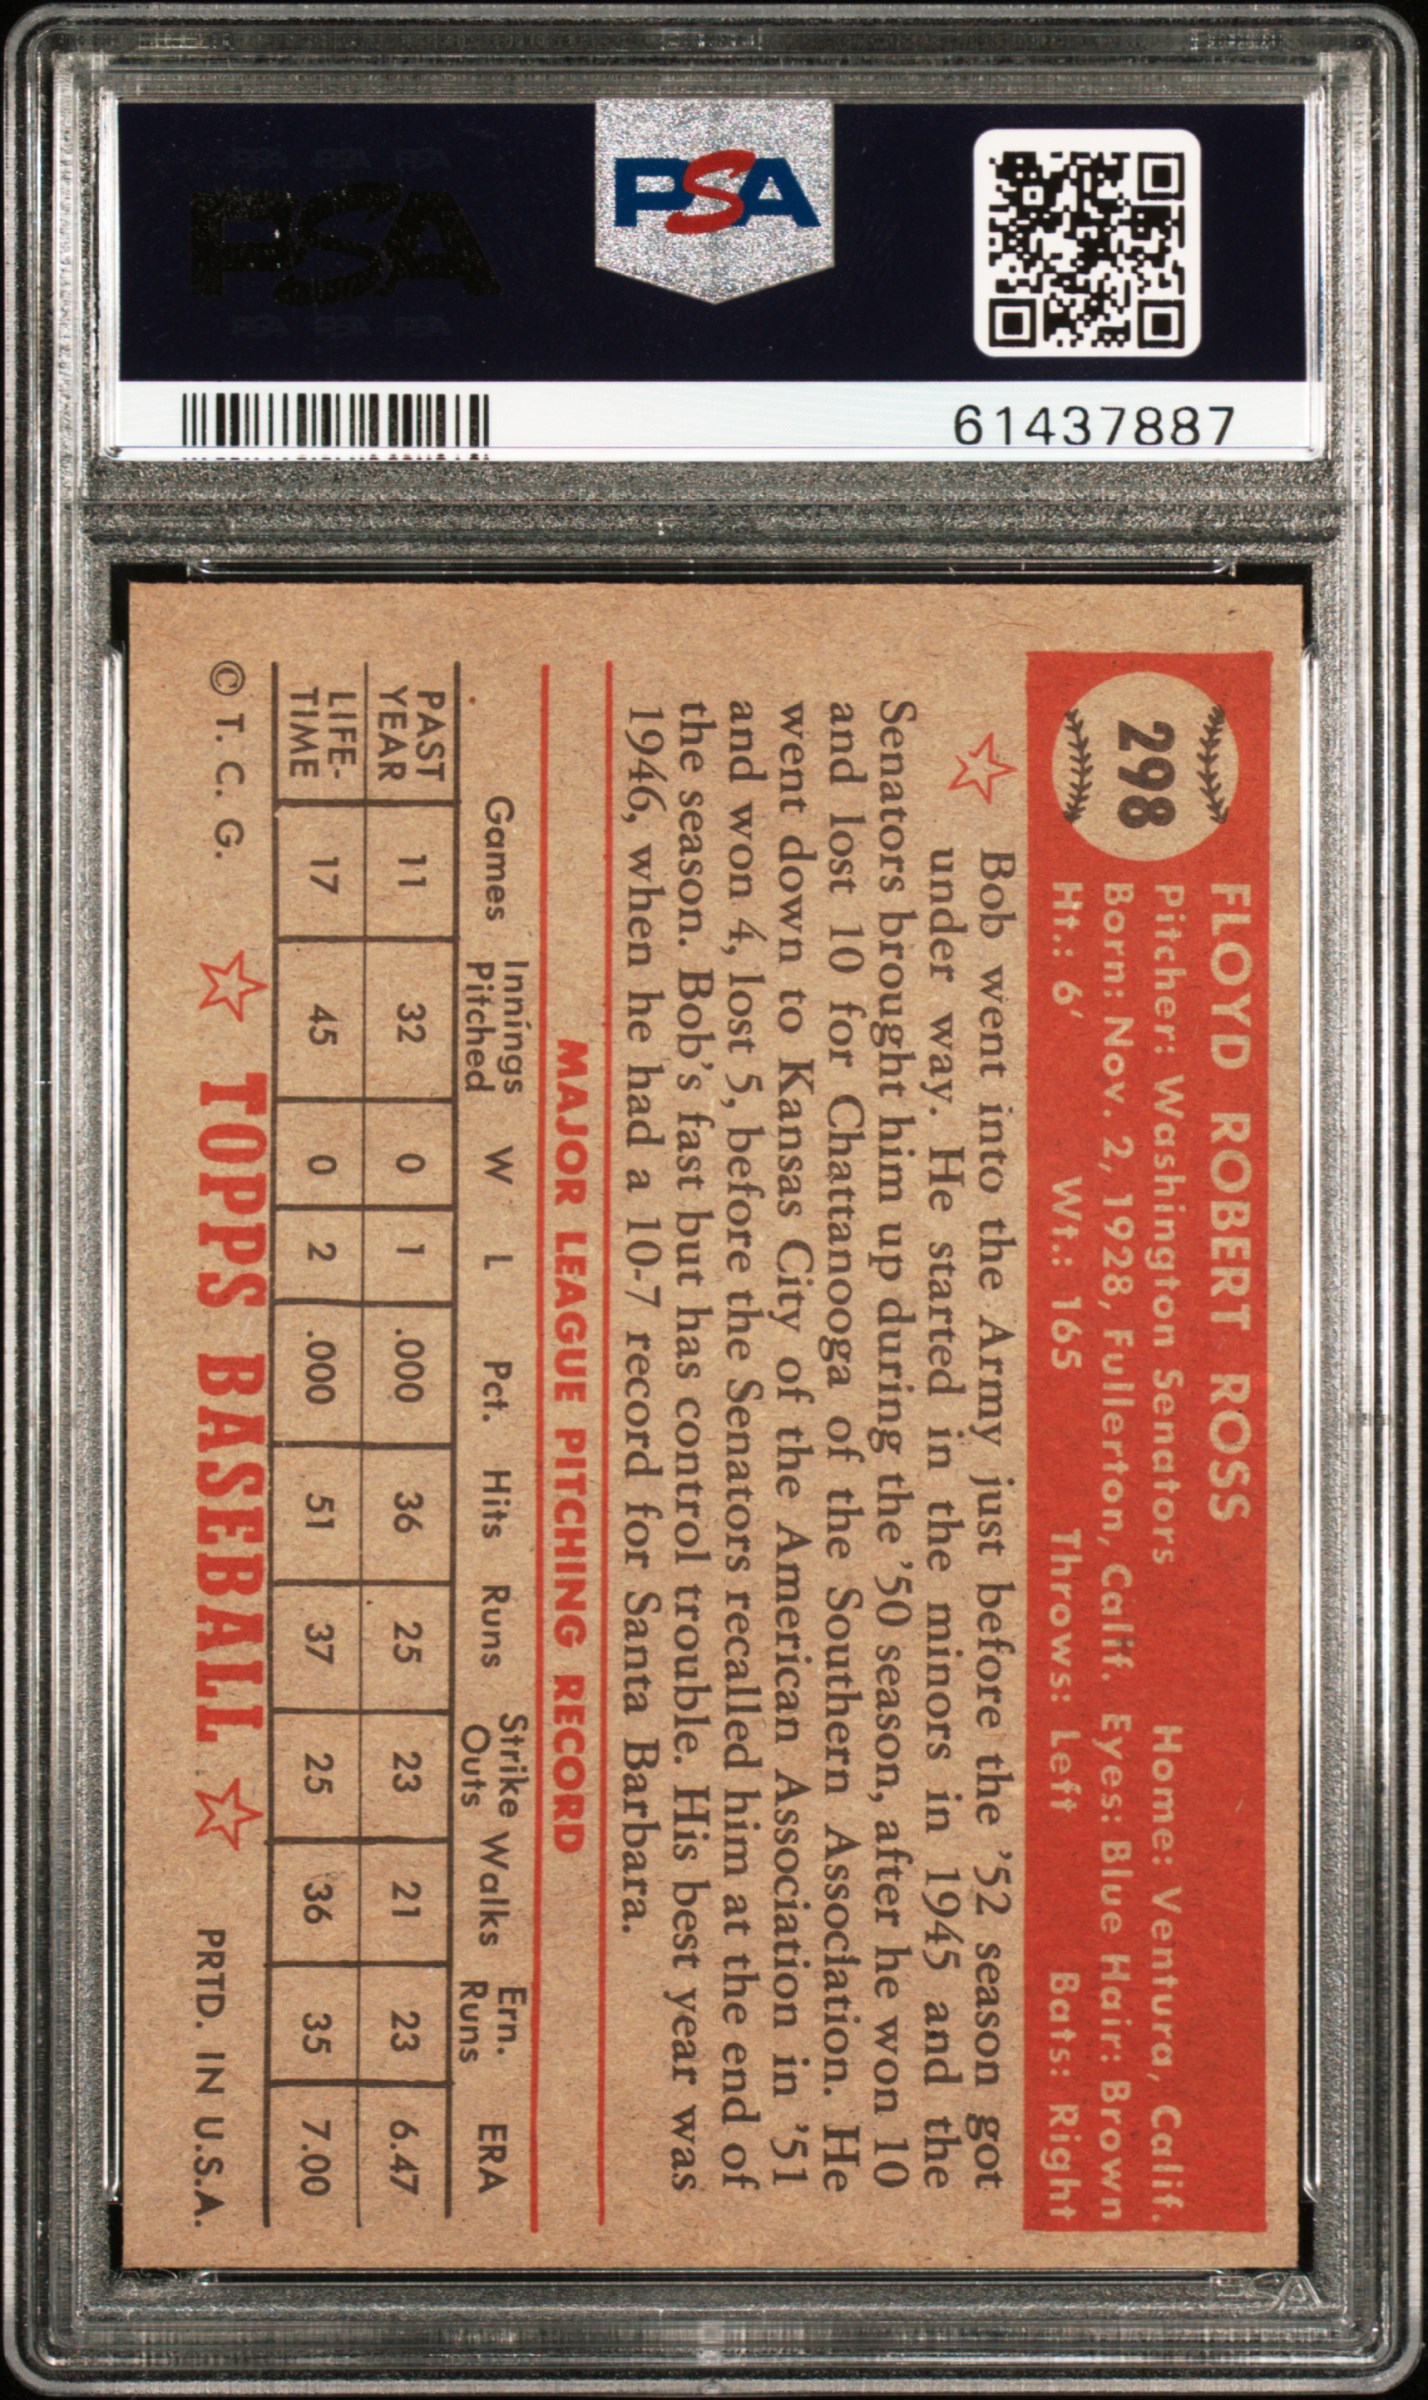 PSA PSA PSA
PSA
PSA PSA PSA
PSA
61437887
298
FLOYD ROBERT ROSS
Pitcher: Washington Senators Home: Ventura, Calif.
Born: Nov. 2, 1928, Fullerton, Calif. Eyes: Blue Hair: Brown
Ht.: 6' Wt.: 165 Throws: Left Bats: Right
Bob went into the Army just before the '52 season got
under way. He started in the minors in 1945 and the
Senators brought him up during the '50 season, after he won 10
and lost 10 for Chattanooga of the Southern Association. He
went down to Kansas City of the American Association in '51
and won 4, lost 5, before the Senators recalled him at the end of
the season. Bob's fast but has control trouble. His best year was
1946, when he had a 10-7 record for Santa Barbara.
MAJOR LEAGUE PITCHING RECORD
Games Innings Pitched W L Pct. Hits Runs Strike Outs Walks Ern. Runs ERA
PAST YEAR 11 32 0 1 .000 36 25 23 21 23 6.47
LIFE-TIME 17 45 0 2 .000 51 37 25 36 35 7.00
© T. C. G. ☆ TOPPS BASEBALL ☆ PRTD. IN U.S.A.
PSA